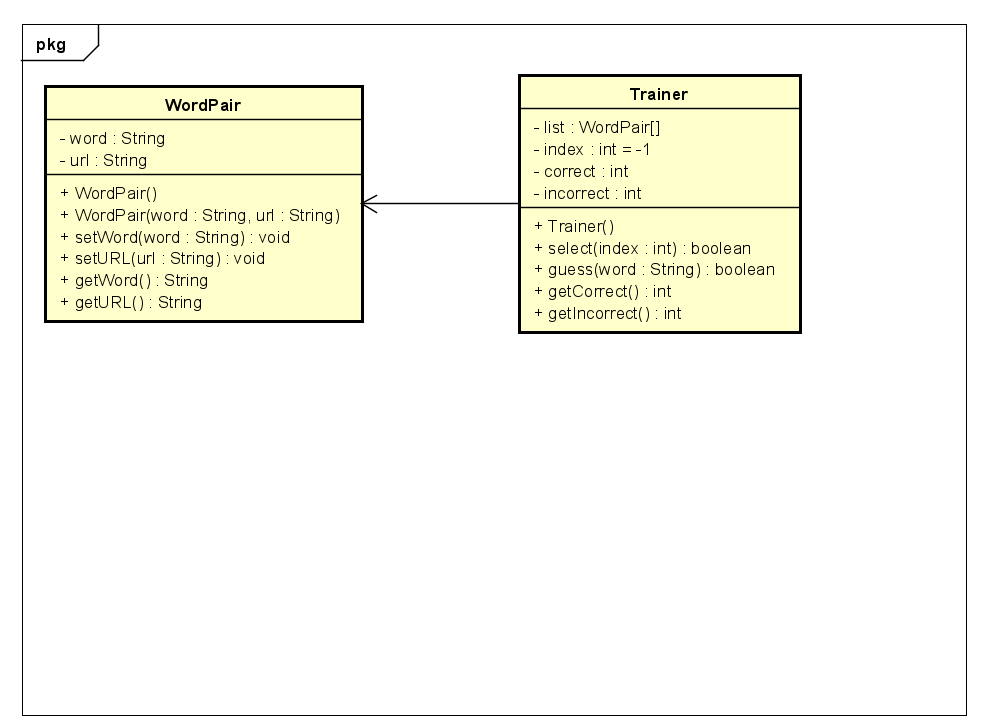 pkg
WordPair
- word : String
- url : String
+ WordPair()
+ WordPair(word : String, url : String)
+ setWord(word : String) : void
+ setURL(url : String) : void
+ getWord() : String
+ getURL() : String
Trainer
- list : WordPair[]
- index : int = -1
- correct : int
- incorrect : int
+ Trainer()
+ select(index : int) : boolean
+ guess(word : String) : boolean
+ getCorrect() : int
+ getIncorrect() : int